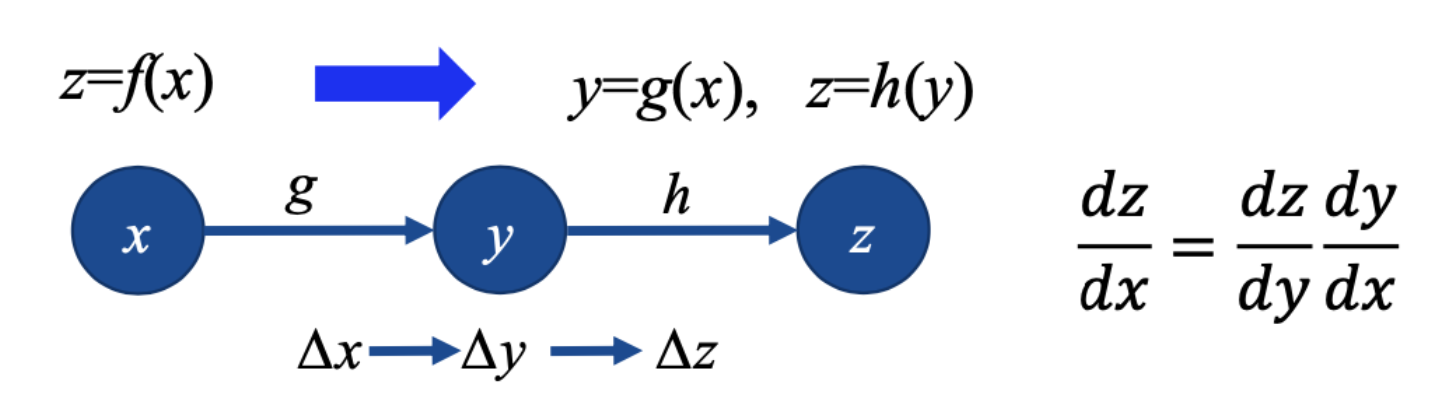 z=f(x) y=g(x), z=h(y)
g h
x y z
dz/dx = dz/dy dy/dx
Δx Δy Δz